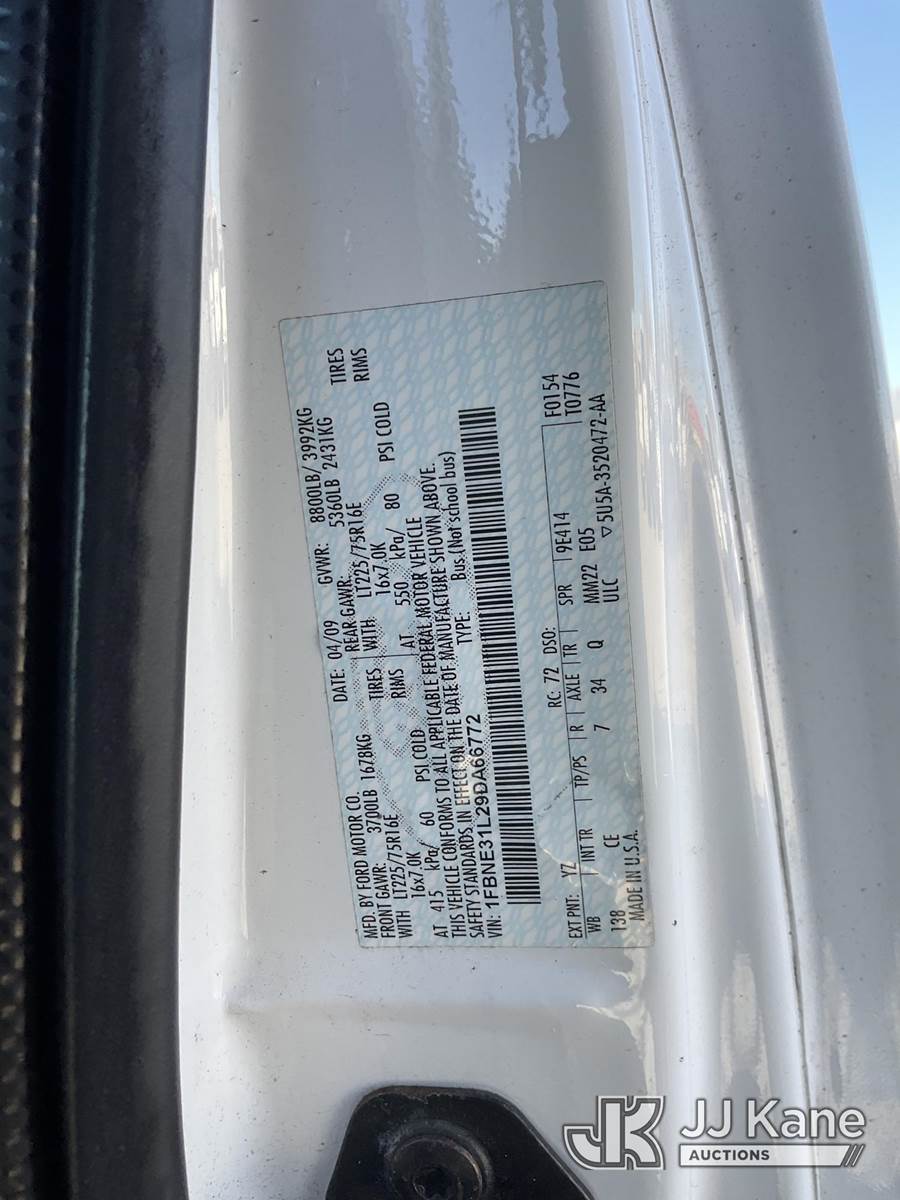 MFD. BY FORD MOTOR CO.
DATE: 04/09 GVWR: 8800LB/ 3992KG
FRONT GAWR: 3700LB 1678KG
REAR GAWR: 5360LB 2431KG
WITH LT225/75R16E TIRES
WITH LT225/75R16E TIRES
16x7.0K RIMS
16x7.0K RIMS
AT 415 kPa/ 60 PSI COLD
AT 550 kPa/ 80 PSI COLD
THIS VEHICLE CONFORMS TO ALL APPLICABLE FEDERAL MOTOR VEHICLE
SAFETY STANDARDS IN EFFECT ON THE DATE OF MANUFACTURE SHOWN ABOVE.
VIN: 1FBNE31L29DA66772
TYPE: Bus (Not school bus)
F0154
T0776
EXT PNT: YZ RC: 72 DSO:
WB INT TR TP/PS R AXLE TR SPR 9E414
138 CE 7 34 Q MM22 E05
MADE IN U.S.A. ULC ▽5U5A-3520472-AA
JK JJ Kane
AUCTIONS